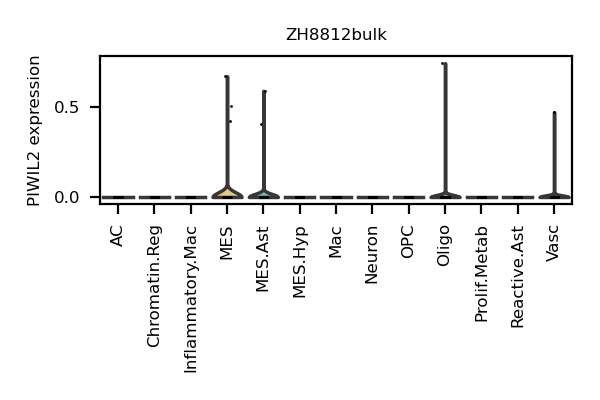 ZH8812bulk
PIWIL2 expression
0.5
0.0
AC
Chromatin.Reg
Inflammatory.Mac
MES
MES.Ast
MES.Hyp
Mac
Neuron
OPC
Oligo
Prolif.Metab
Reactive.Ast
Vasc